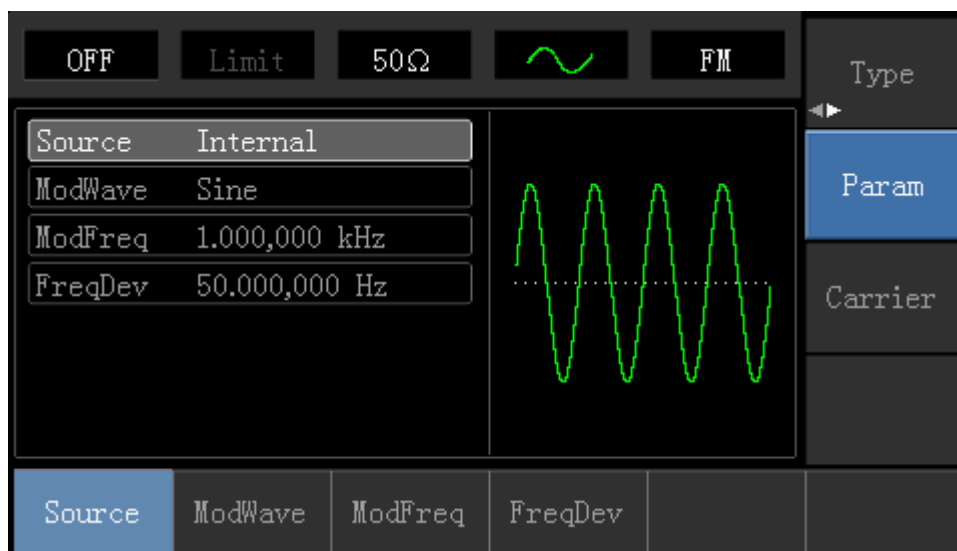 OFF Limit 50Ω FM
Type
Source Internal
ModWave Sine
ModFreq 1.000,000 kHz
FreqDev 50.000,000 Hz
Param
Carrier
Source ModWave ModFreq FreqDev